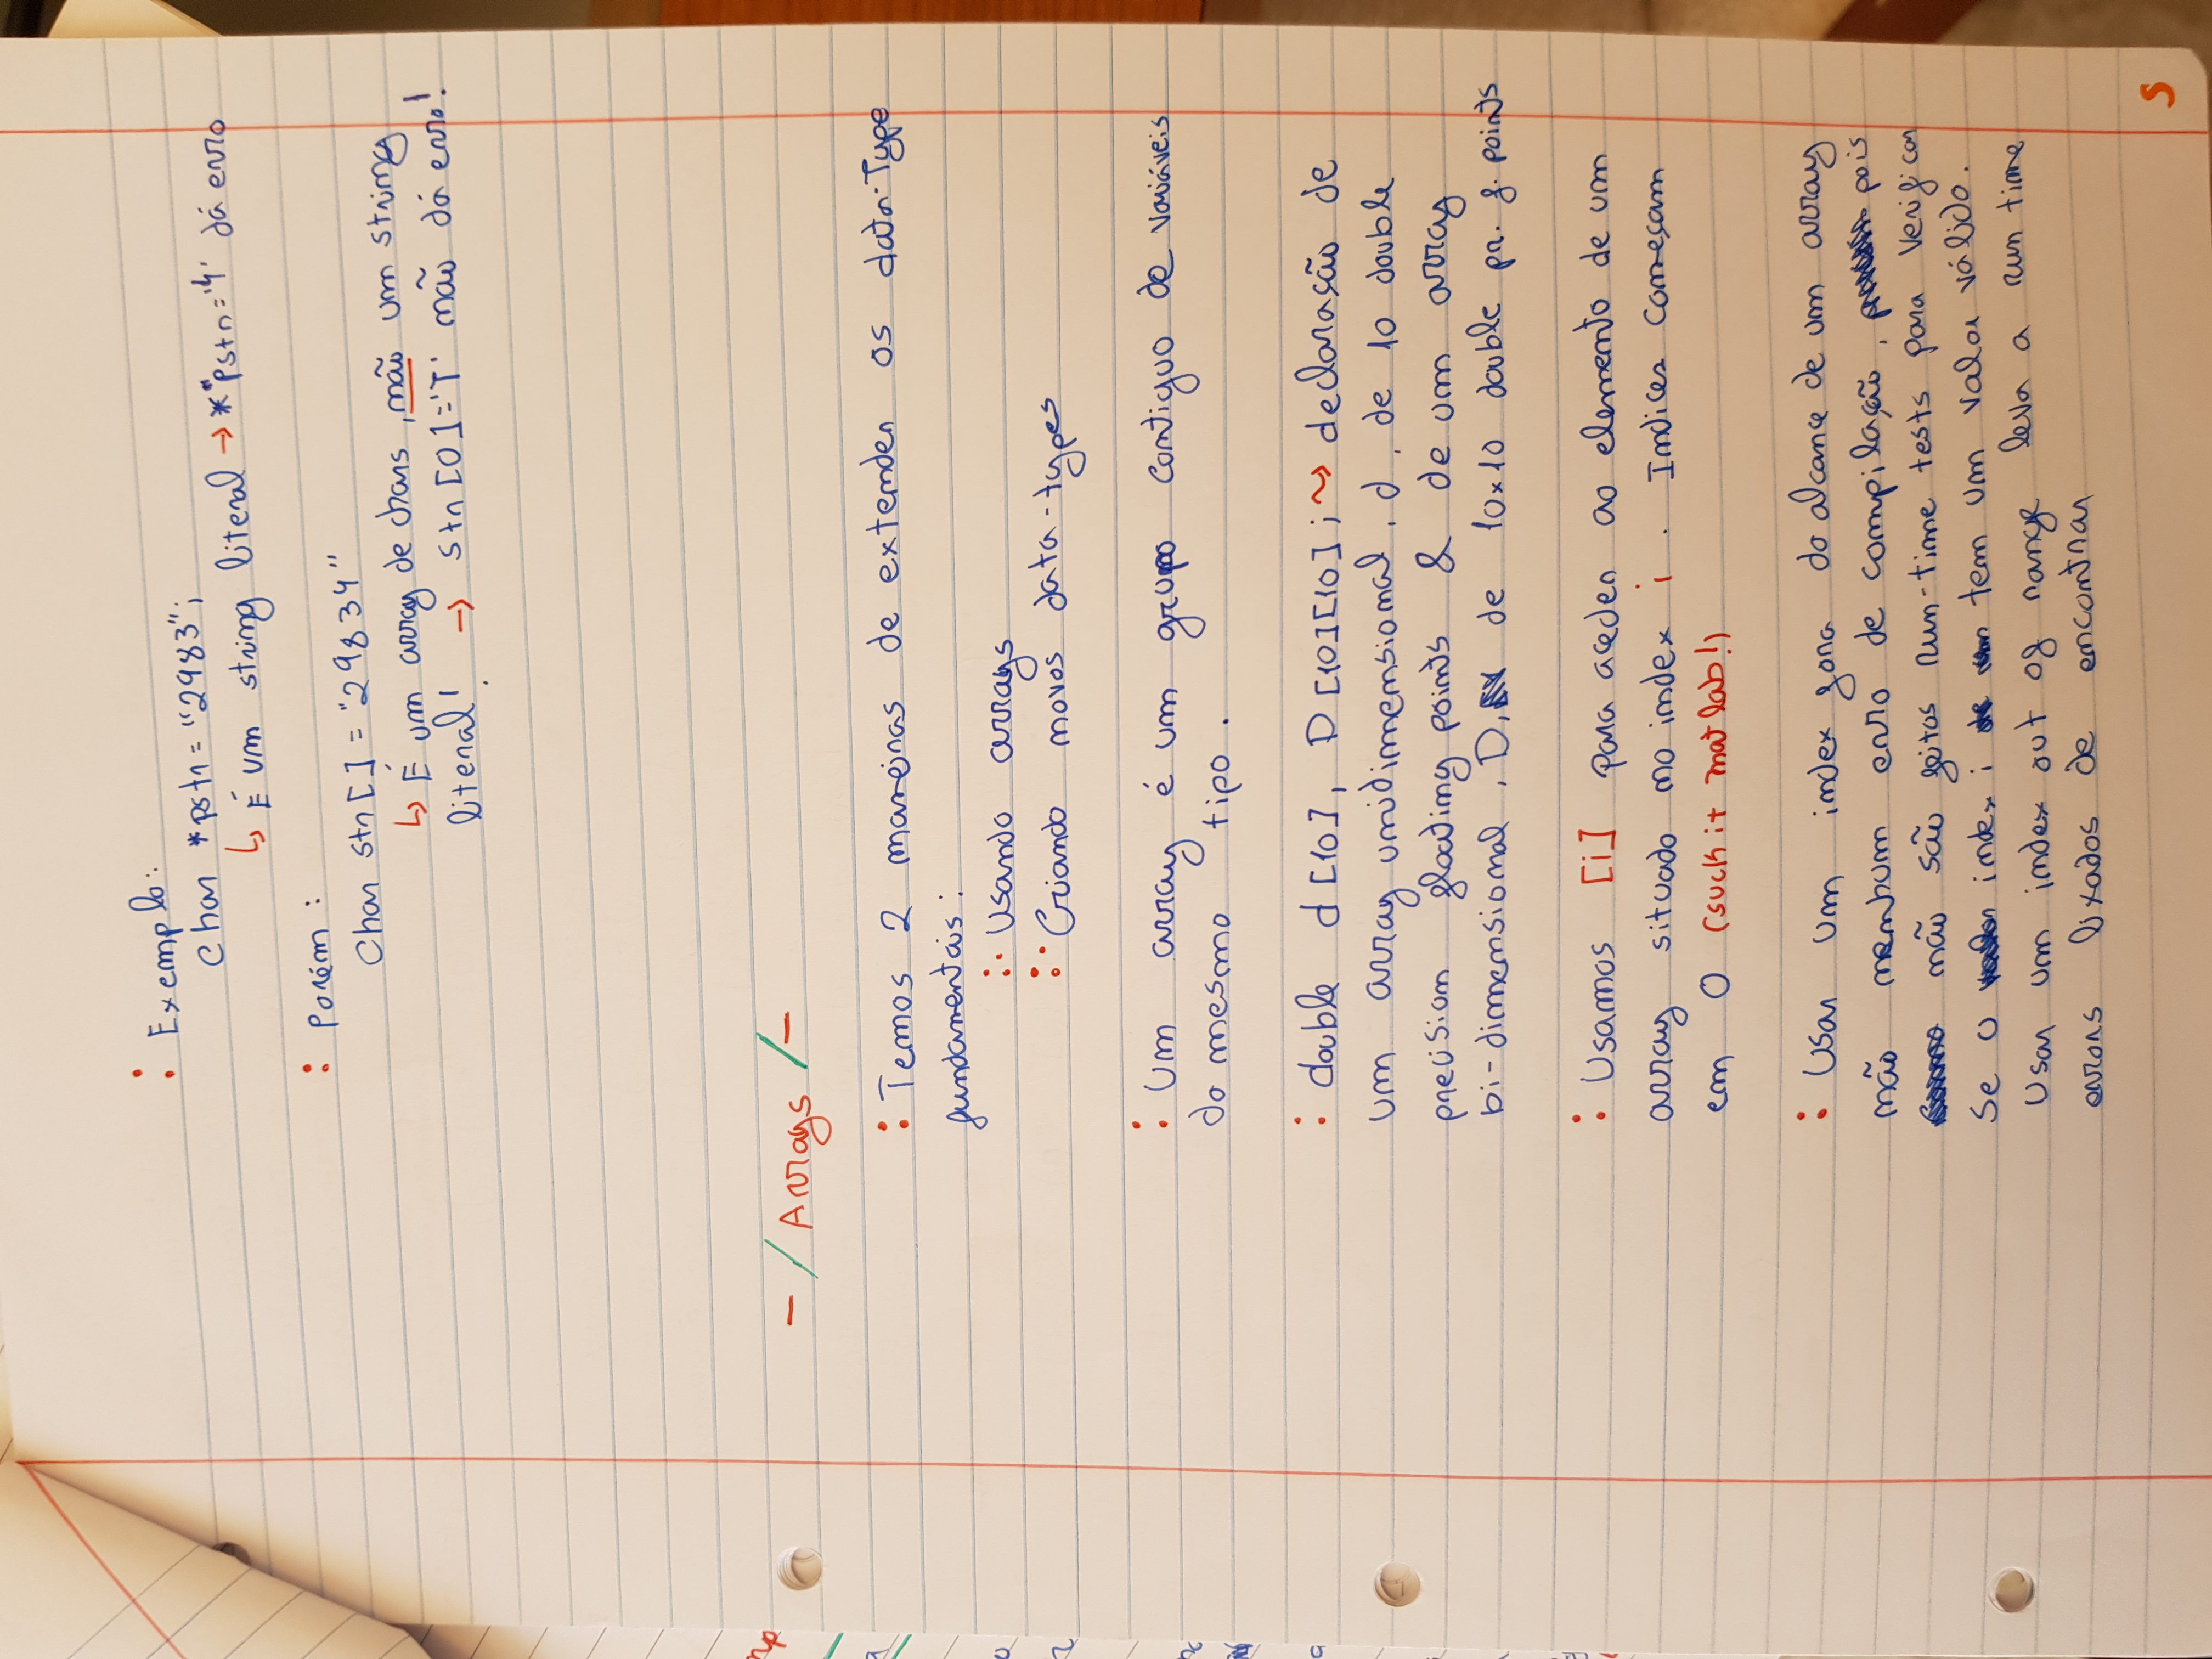 : Exemplo:
Char *pstr = "2983";
↳ É um string literal → *pstr='4' dá erro
: Porém :
Char str[] = "29834"
↳ É um array de chars, não um string
literal! → str[0]='T' não dá erro!
- / Arrays / -
: Temos 2 maneiras de extender os data-Type
fundamentais:
: Usando arrays
: Criando novos data-types
: Um array é um grupo contiguo de variáveis
do mesmo tipo.
: double d[10], D[10][10]; ⇝ declarasão de
um array unidimensional, d, de 10 double
precision floating points & de um array
bi-dimensional, D, de 10x10 double pr. f. points
: Usamos [i] para aceder ao elemento de um
array situado no index i. Indices comesam
em 0 (suck it matlab!)
: Usar um index fora do alcance de um array
não nenhum erro de compilação, pois
não são feitos run-time tests para verificar
se o index i tem um valor válido.
Usar um index out of range leva a run time
errors lixados de encontrar
5